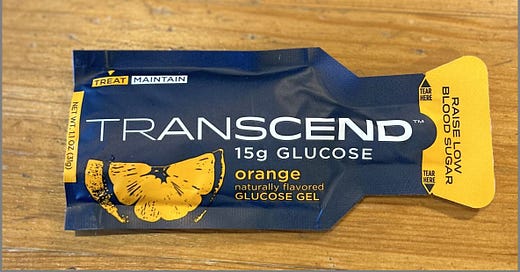 TREAT MAINTAIN
TRANSCEND™
15g GLUCOSE
orange
naturally flavored
GLUCOSE GEL
NET WT. 1.1 OZ (31g)
TEAR
HERE
RAISE LOW
BLOOD SUGAR
TEAR
HERE